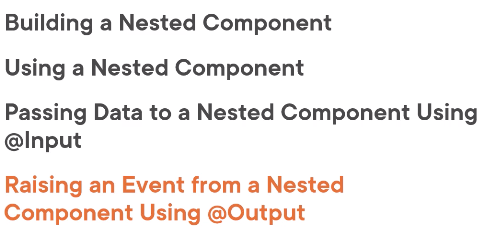 Building a Nested Component
Using a Nested Component
Passing Data to a Nested Component Using
@Input
Raising an Event from a Nested
Component Using @Output